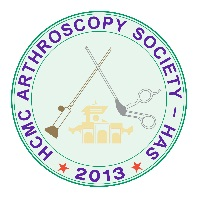 HCMC ARTHROSCOPY SOCIETY - HAS
2013